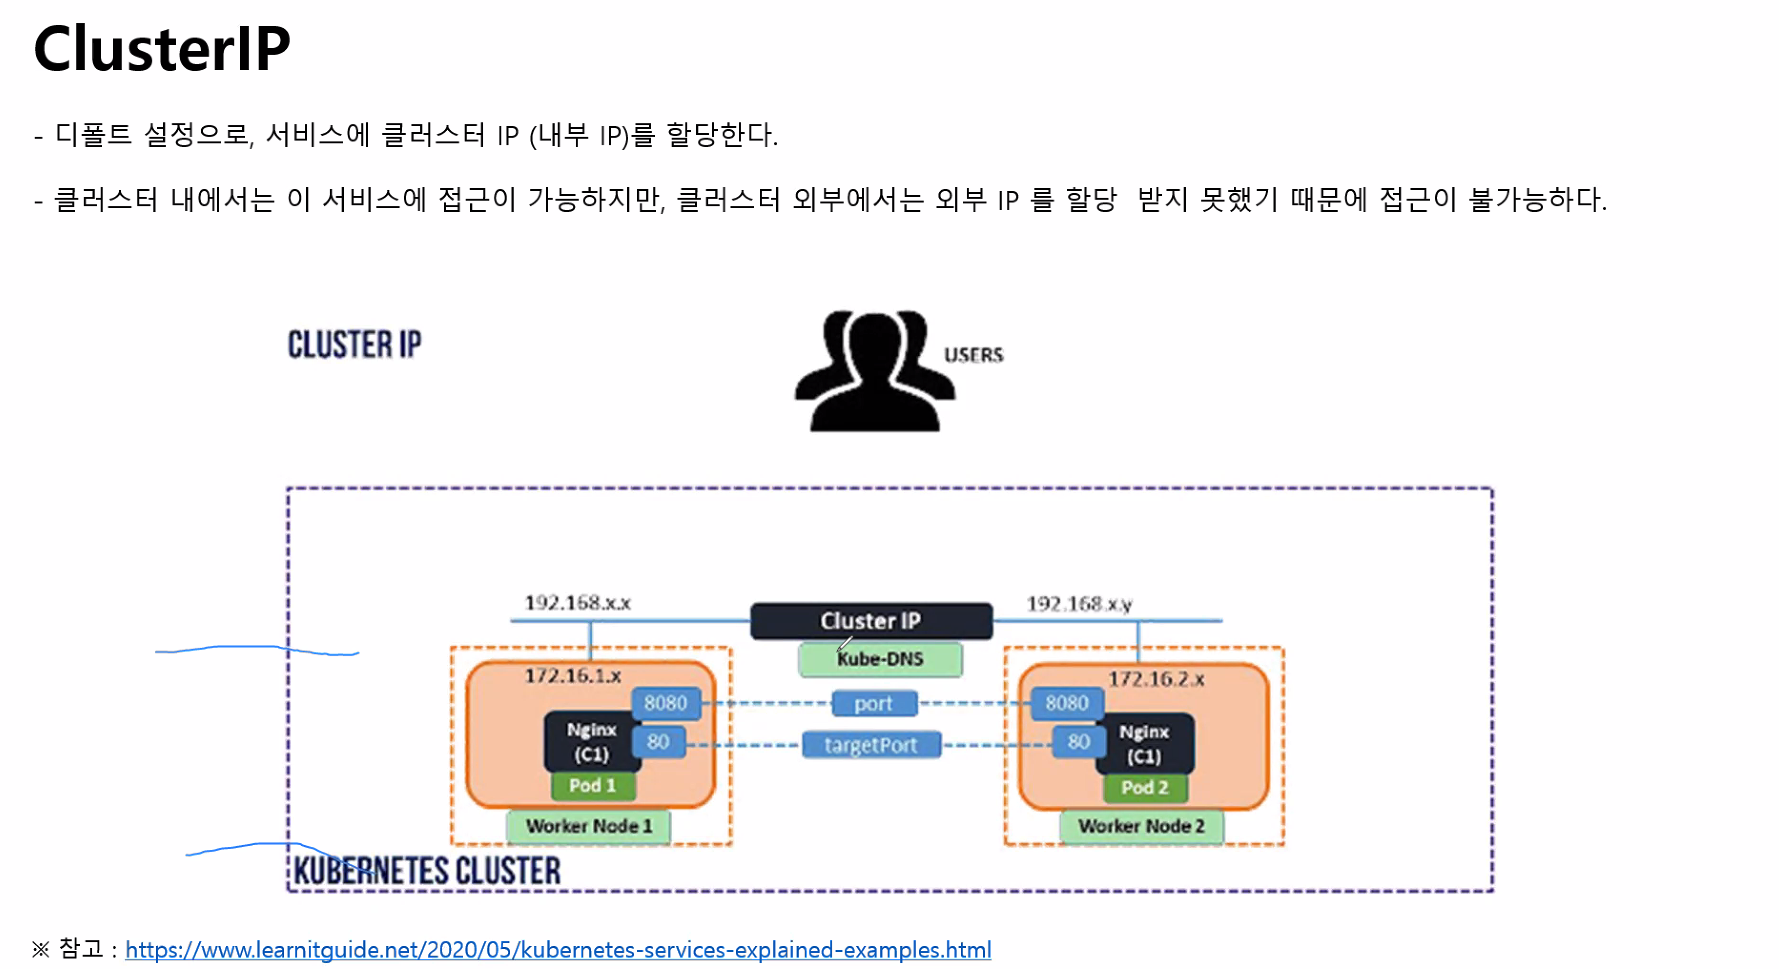 ClusterIP
- 디폴트 설정으로, 서비스에 클러스터 IP (내부 IP)를 할당한다.
- 클러스터 내에서는 이 서비스에 접근이 가능하지만, 클러스터 외부에서는 외부 IP 를 할당 받지 못했기 때문에 접근이 불가능하다.
CLUSTER IP
USERS
192.168.x.x
Cluster IP
192.168.x.y
Kube-DNS
172.16.1.x
172.16.2.x
8080
port
8080
Nginx
(C1)
80
targetPort
80
Nginx
(C1)
Pod 1
Pod 2
Worker Node 1
Worker Node 2
KUBERNETES CLUSTER
※ 참고 : https://www.learnitguide.net/2020/05/kubernetes-services-explained-examples.html